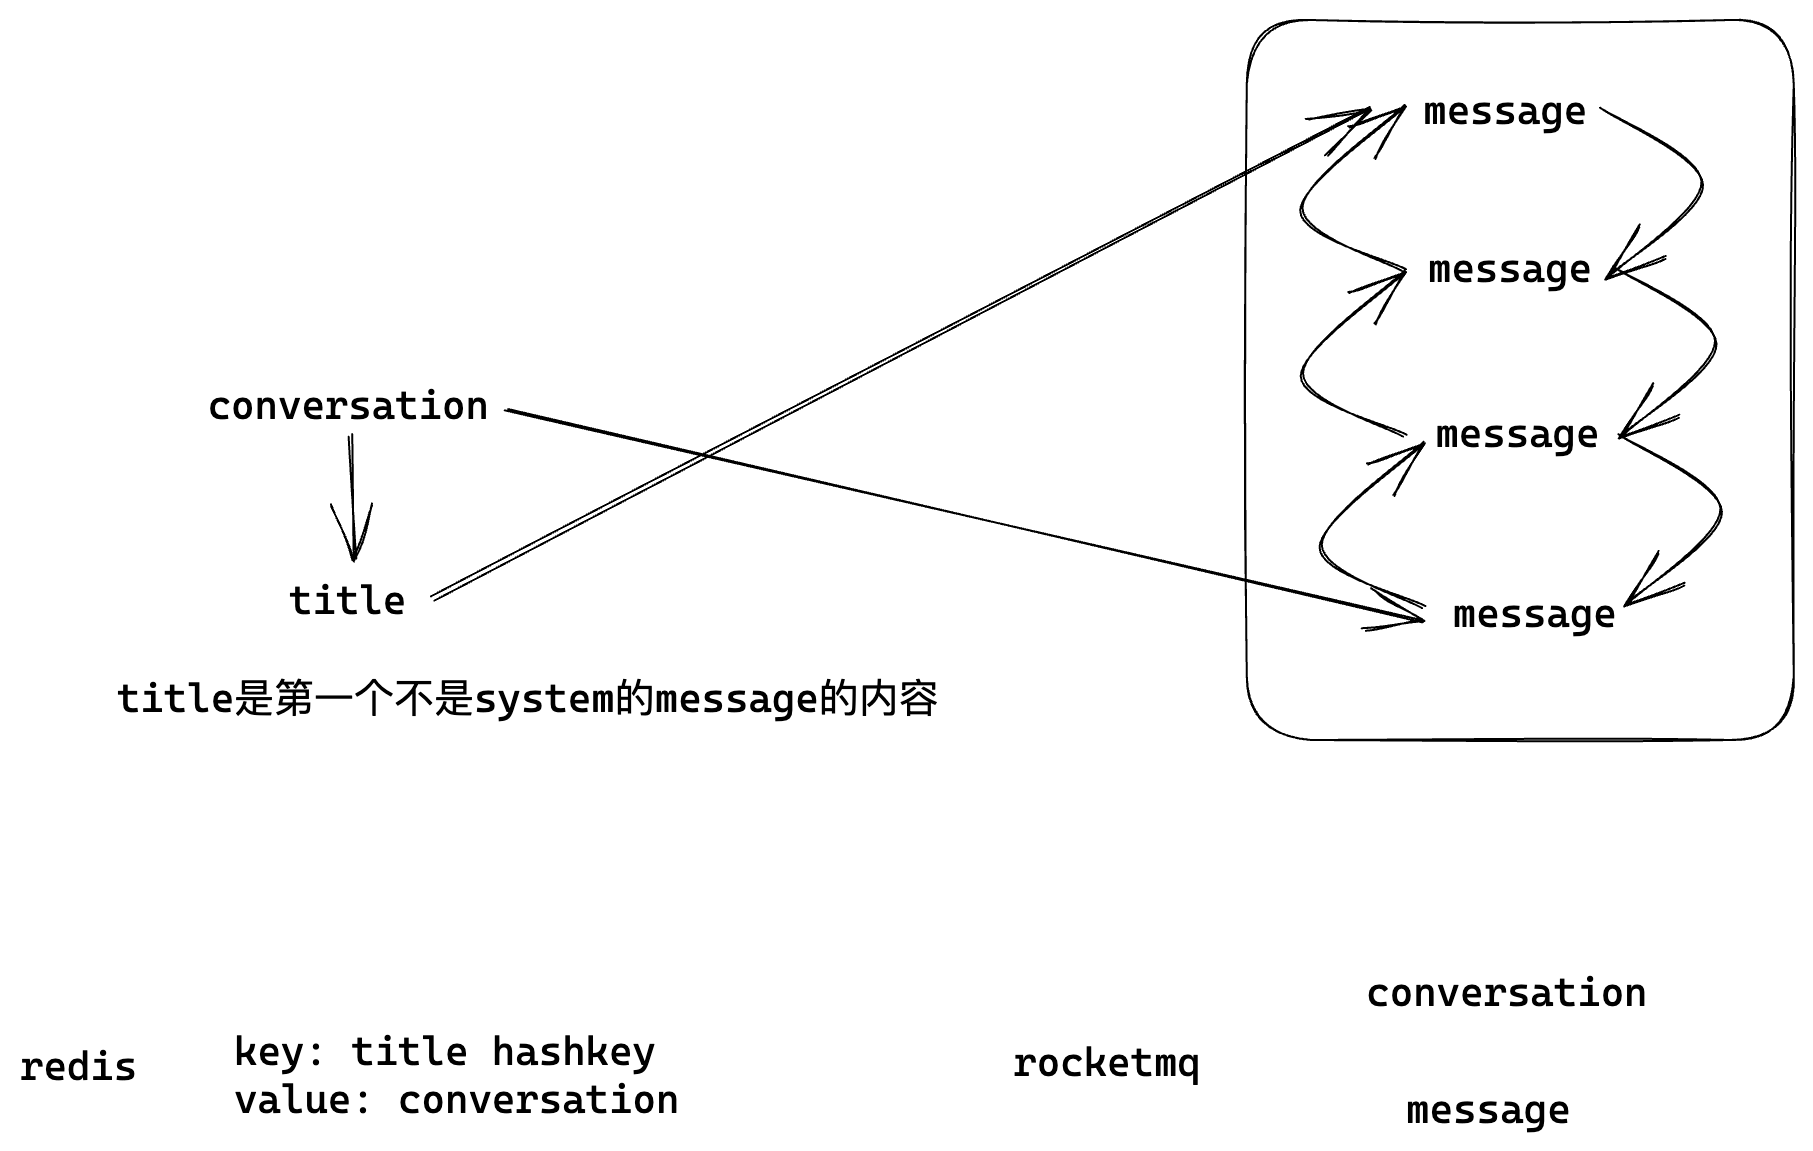 message
message
conversation
message
title
message
title是第一个不是system的message的内容
conversation
redis
key: title hashkey
value: conversation
rocketmq
message